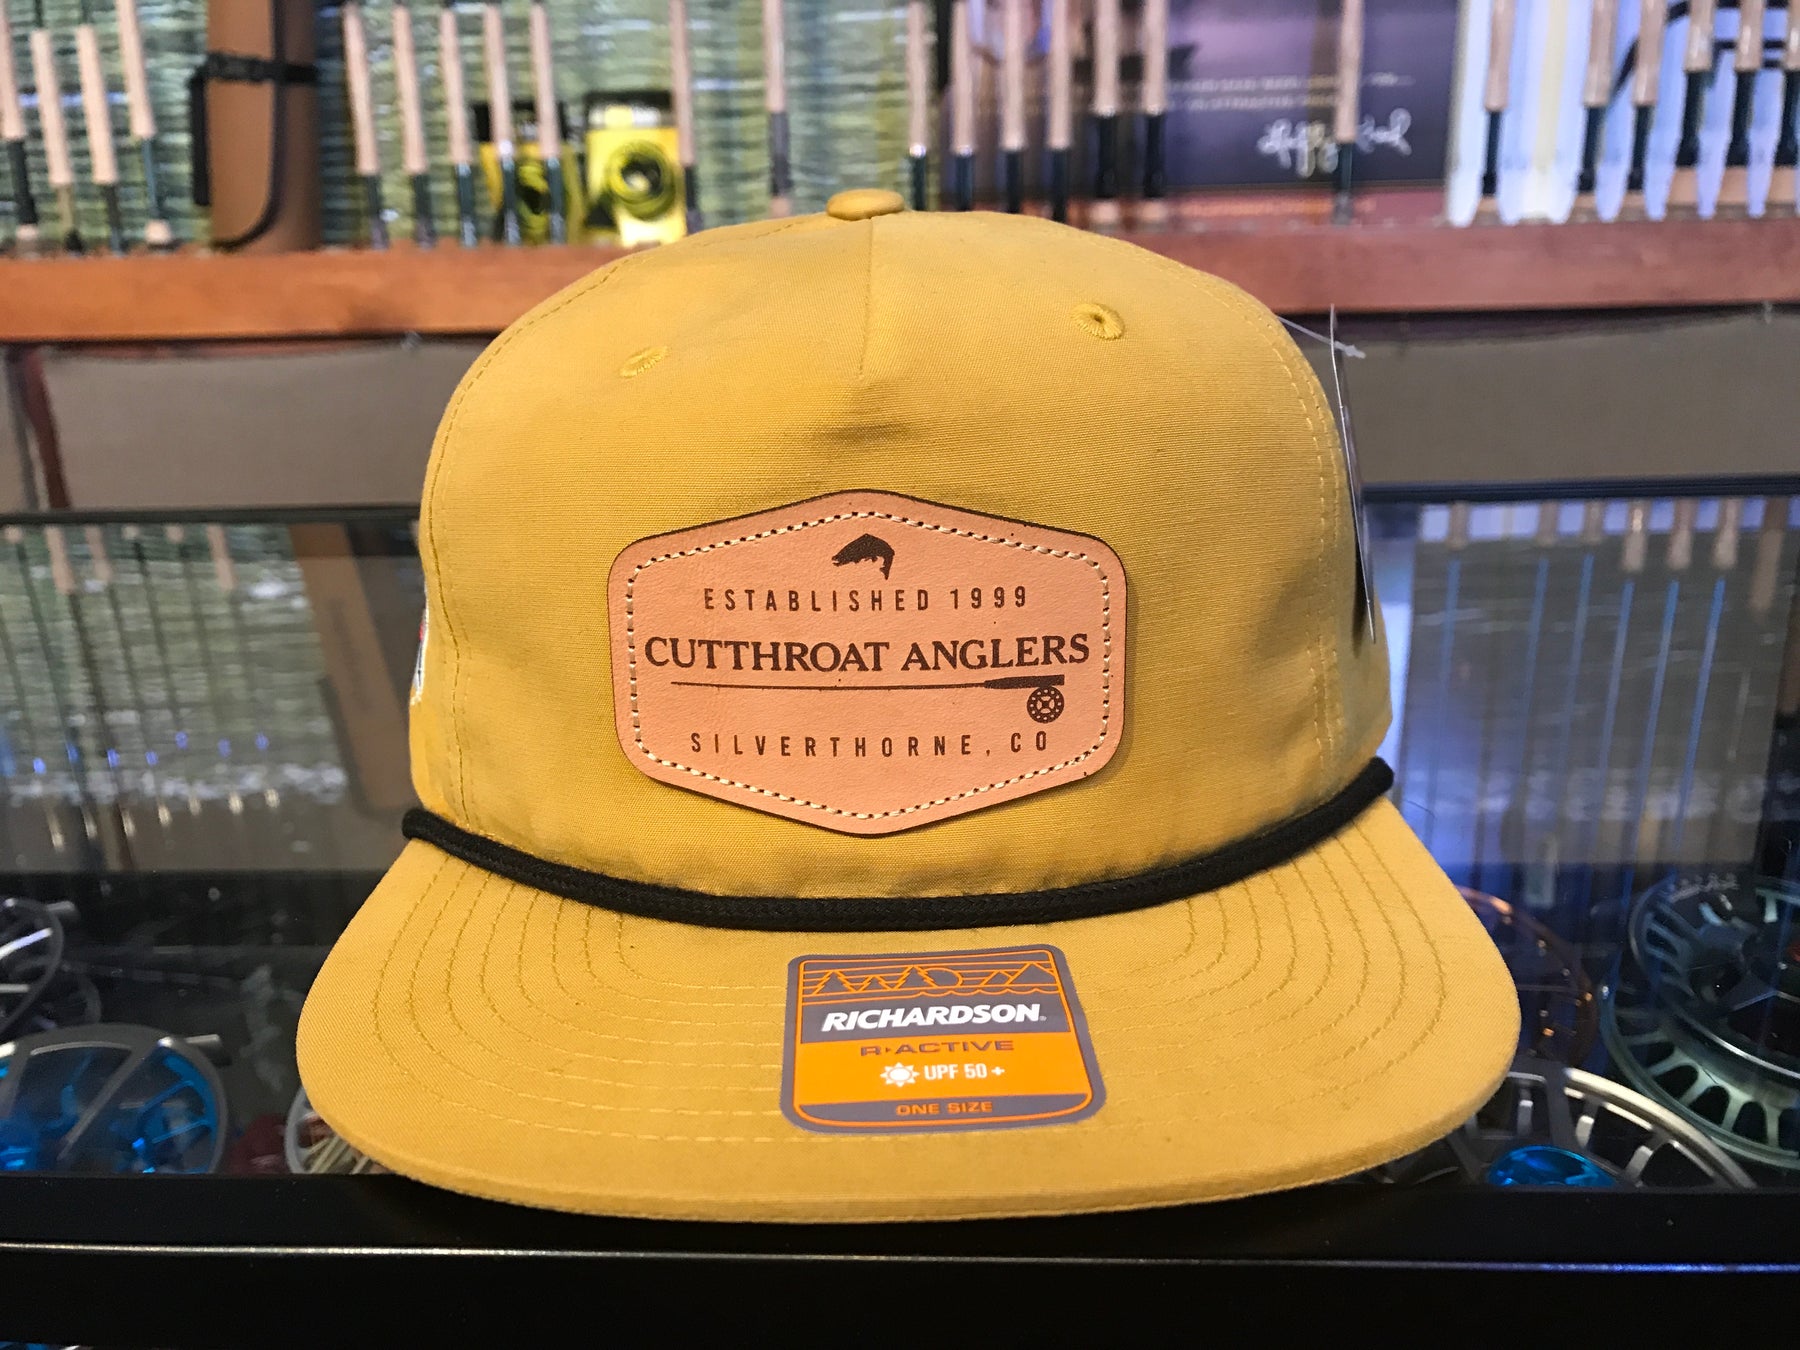 ESTABLISHED 1999
CUTTHROAT ANGLERS
SILVERTHORNE, CO
RICHARDSON®
R·ACTIVE
UPF 50+
ONE SIZE